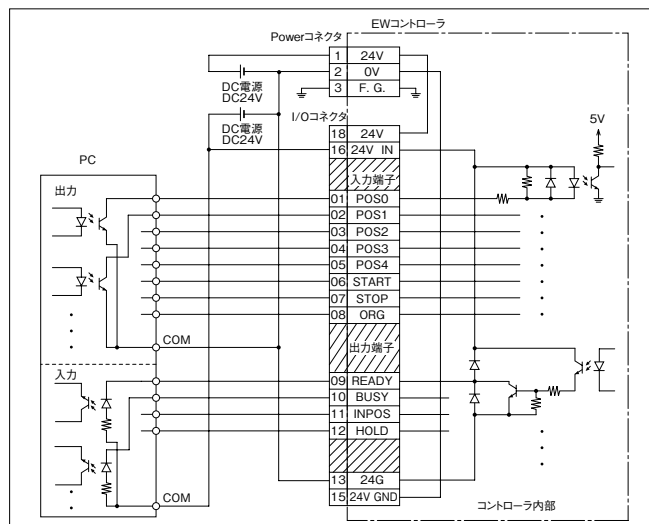 EWコントローラ
Powerコネクタ
1 24V
2 0V
3 F. G.
DC電源
DC24V
I/Oコネクタ
DC電源
DC24V
18 24V
16 24V IN
5V
PC
入力端子
出力
01 POS0
02 POS1
03 POS2
04 POS3
05 POS4
06 START
07 STOP
08 ORG
COM
出力端子
入力
09 READY
10 BUSY
11 INPOS
12 HOLD
13 24G
COM
15 24V GND
コントローラ内部